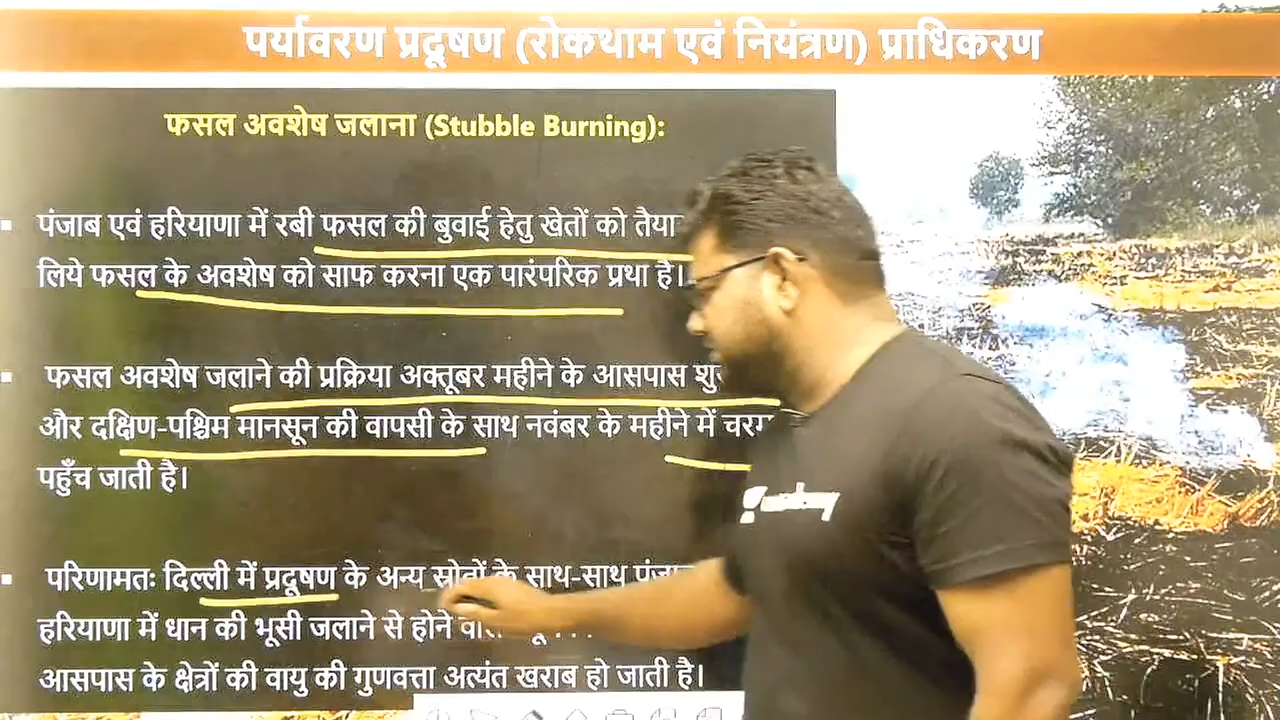 पर्यावरण प्रदूषण (रोकथाम एवं नियंत्रण) प्राधिकरण
फसल अवशेष जलाना (Stubble Burning):
▪ पंजाब एवं हरियाणा में रबी फसल की बुवाई हेतु खेतों को
लिये फसल के अवशेष को साफ करना एक पारंपरिक प्रथा है।
▪ फसल अवशेष जलाने की प्रक्रिया अक्तूबर महीने के आसपास
और दक्षिण-पश्चिम मानसून की वापसी के साथ नवंबर के महीने में
पहुँच जाती है।
▪ परिणामतः दिल्ली में प्रदूषण के अन्य स्रोतों के साथ-साथ
हरियाणा में धान की भूसी जलाने से होने
आसपास के क्षेत्रों की वायु की गुणवत्ता अत्यंत खराब हो जाती है।